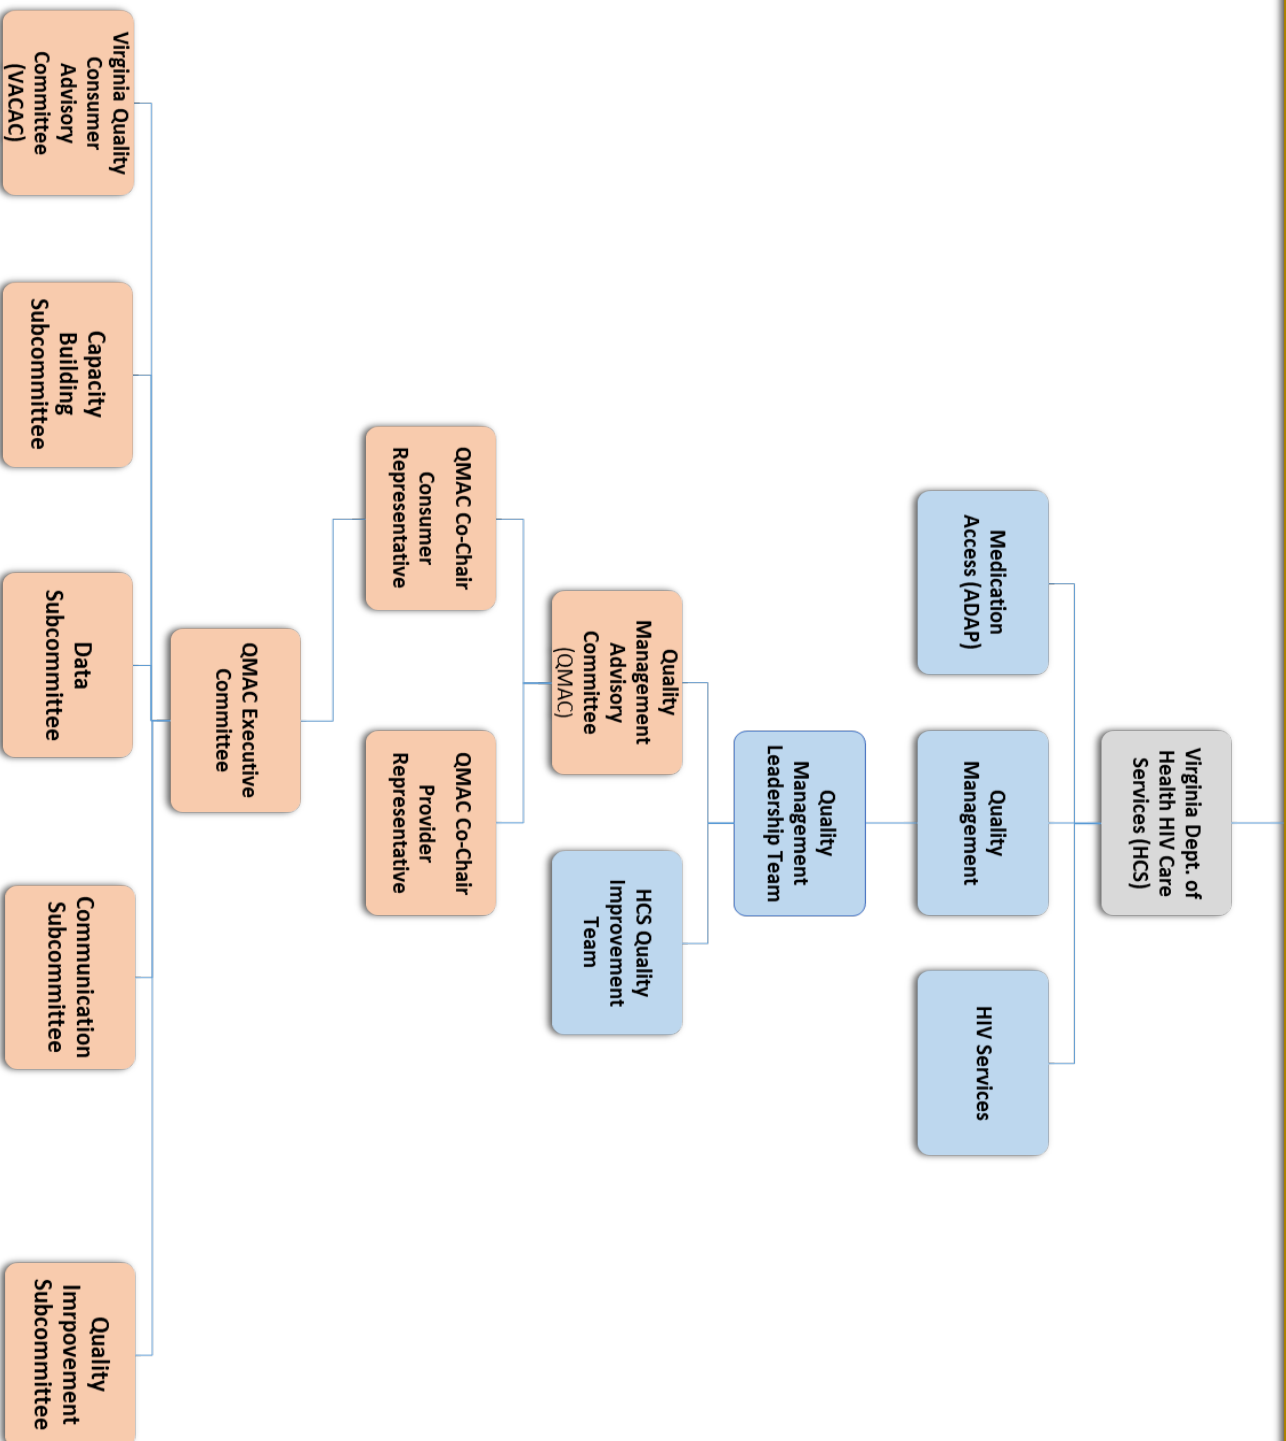 Virginia Dept. of
Health HIV Care
Services (HCS)
Medication
Access (ADAP)
Quality
Management
HIV Services
Quality
Management
Leadership Team
Quality
Management
Advisory
Committee
(QMAC)
HCS Quality
Improvement
Team
QMAC Co-Chair
Consumer
Representative
QMAC Co-Chair
Provider
Representative
QMAC Executive
Committee
Virginia Quality
Consumer
Advisory
Committee
(VACAC)
Capacity
Building
Subcommittee
Data
Subcommittee
Communication
Subcommittee
Quality
Imrpovement
Subcommittee